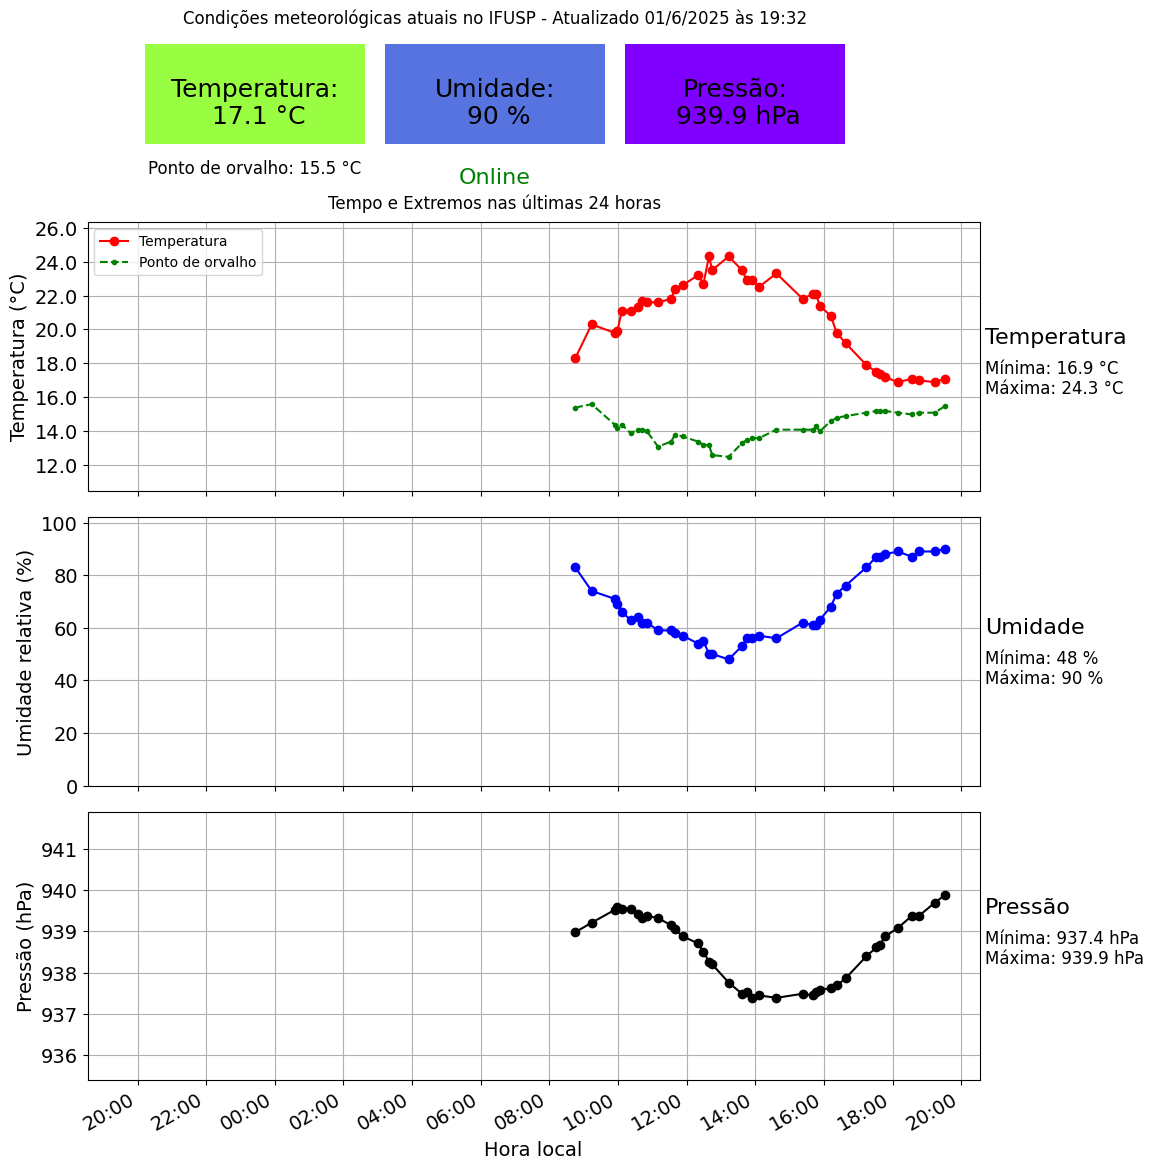 Condições meteorológicas atuais no IFUSP - Atualizado 01/6/2025 às 19:32
Temperatura:
17.1 °C
Umidade:
90 %
Pressão:
939.9 hPa
Ponto de orvalho: 15.5 °C
Online
Tempo e Extremos nas últimas 24 horas
Temperatura (°C)
26.0
24.0
22.0
20.0
18.0
16.0
14.0
12.0
Temperatura
Ponto de orvalho
Temperatura
Mínima: 16.9 °C
Máxima: 24.3 °C
Umidade relativa (%)
100
80
60
40
20
0
Umidade
Mínima: 48 %
Máxima: 90 %
Pressão (hPa)
941
940
939
938
937
936
Pressão
Mínima: 937.4 hPa
Máxima: 939.9 hPa
20:00
22:00
00:00
02:00
04:00
06:00
08:00
10:00
12:00
14:00
16:00
18:00
20:00
Hora local